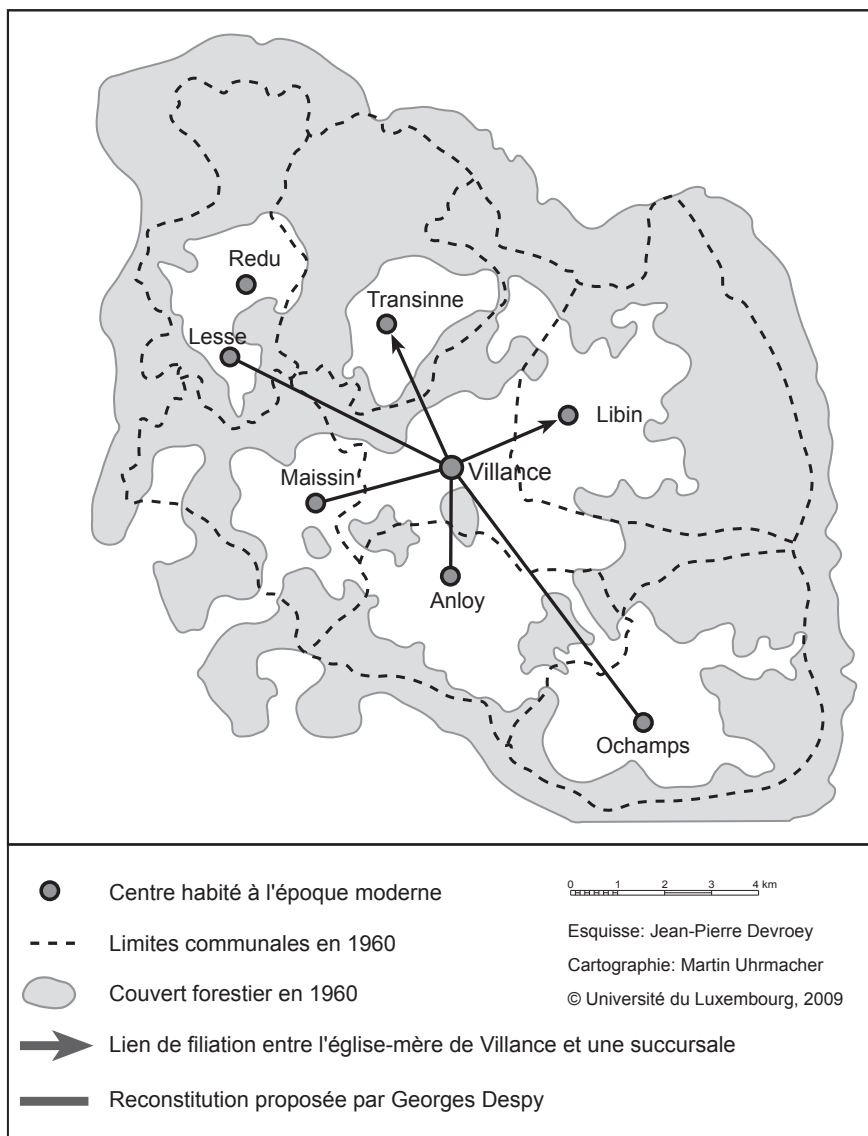 Redu
Transinne
Lesse
Libin
Villance
Maissin
Anloy
Ochamps
Centre habité à l'époque moderne
0 1 2 3 4 km
Limites communales en 1960
Esquisse: Jean-Pierre Devroey
Cartographie: Martin Uhrmacher
Couvert forestier en 1960
© Université du Luxembourg, 2009
Lien de filiation entre l'église-mère de Villance et une succursale
Reconstitution proposée par Georges Despy